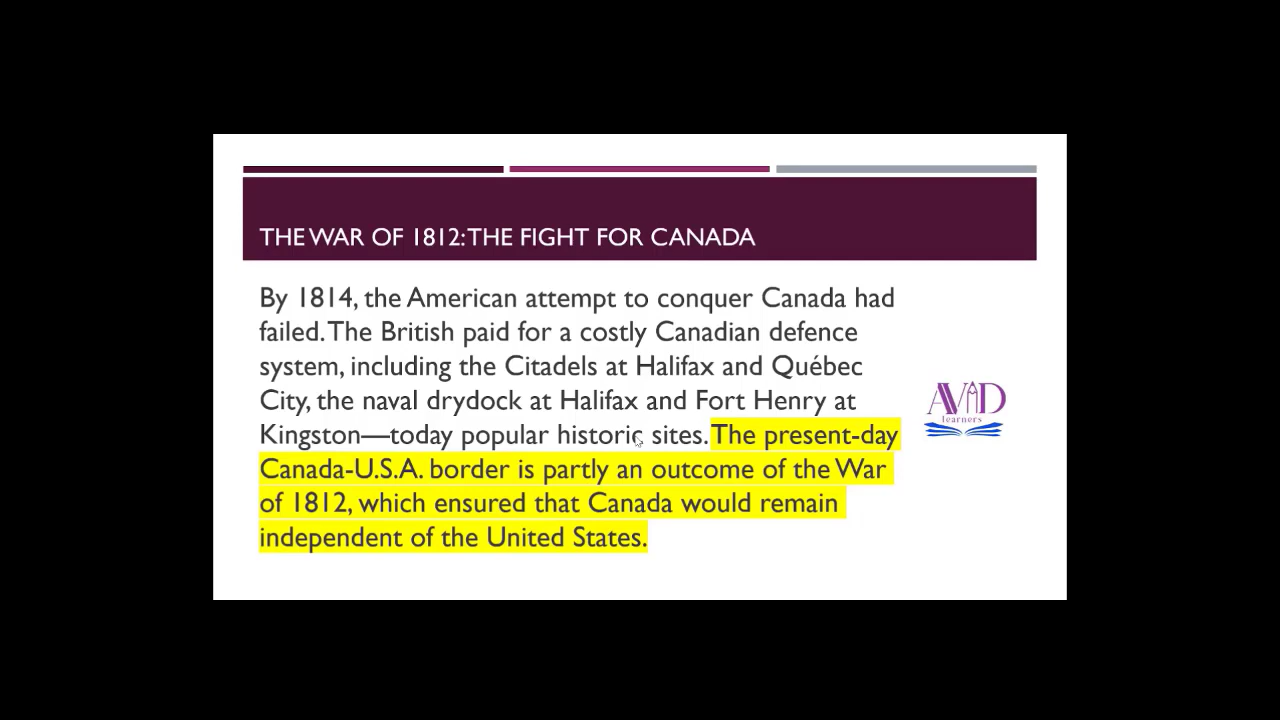 THE WAR OF 1812: THE FIGHT FOR CANADA
By 1814, the American attempt to conquer Canada had
failed. The British paid for a costly Canadian defence
system, including the Citadels at Halifax and Québec
City, the naval drydock at Halifax and Fort Henry at
Kingston—today popular historic sites. The present-day
Canada-U.S.A. border is partly an outcome of the War
of 1812, which ensured that Canada would remain
independent of the United States.
AVID
learners